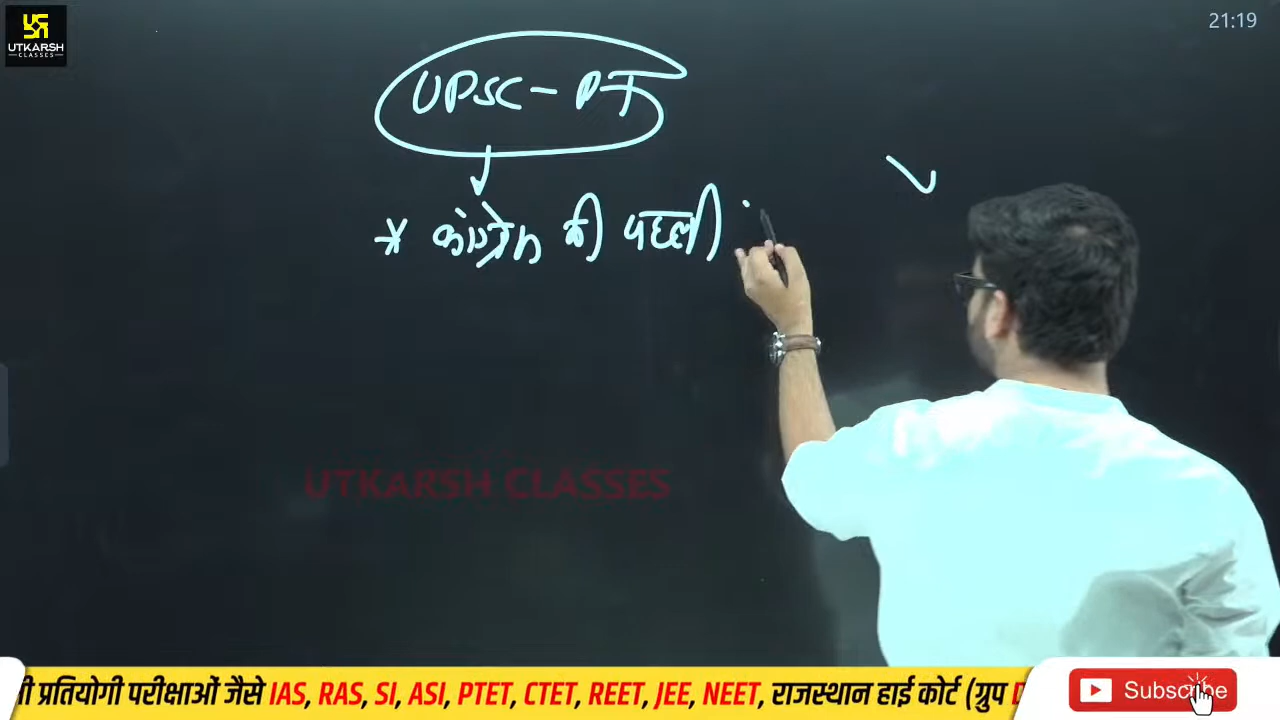 UTKARSH
CLASSES
21:19
UPSC - PT
* कांग्रेस की पहली
UTKARSH CLASSES
ी प्रतियोगी परीक्षाओं जैसे IAS, RAS, SI, ASI, PTET, CTET, REET, JEE, NEET, राजस्थान हाई कोर्ट (ग्रुप D
Subscribe